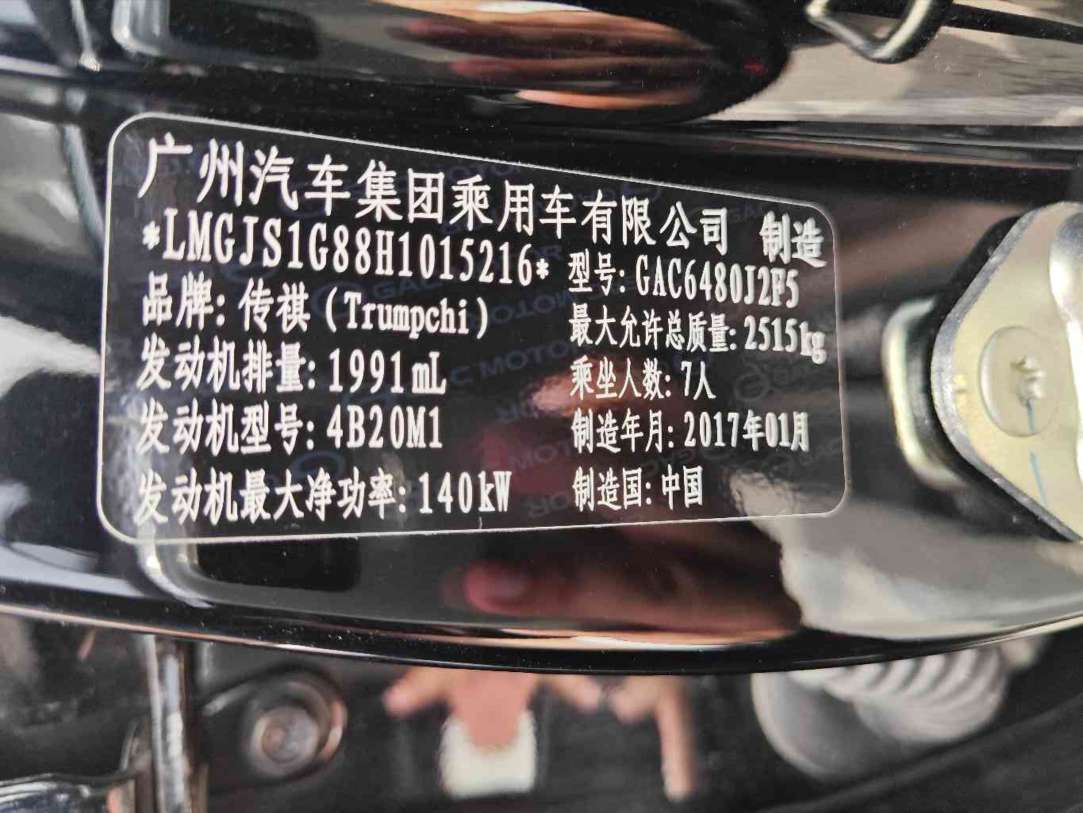 广州汽车集团乘用车有限公司 制造
*LMGJS1G88H1015216* 型号: GAC6480J2F5
品牌: 传祺 (Trumpchi) 最大允许总质量: 2515kg
发动机排量: 1991mL 乘坐人数: 7人
发动机型号: 4B20M1 制造年月: 2017年01月
发动机最大净功率: 140kW 制造国: 中国